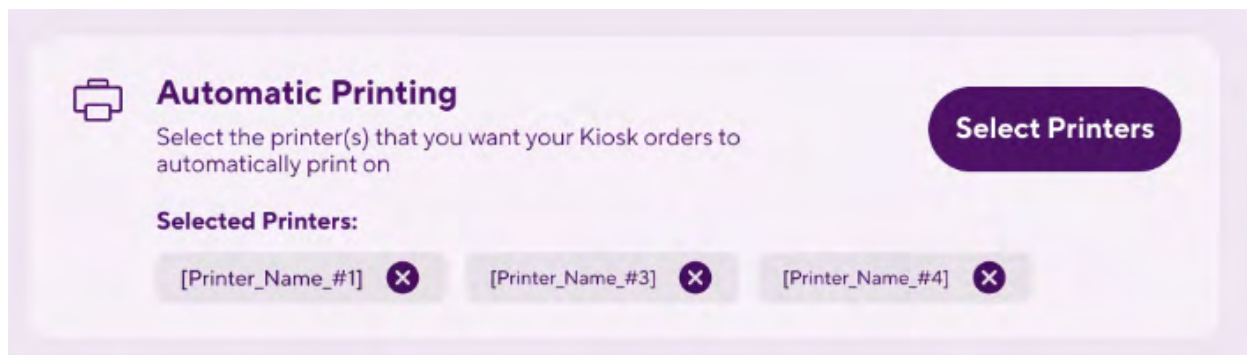 Automatic Printing
Select the printer(s) that you want your Kiosk orders to
automatically print on
Select Printers
Selected Printers:
[Printer_Name_#1]
[Printer_Name_#3]
[Printer_Name_#4]